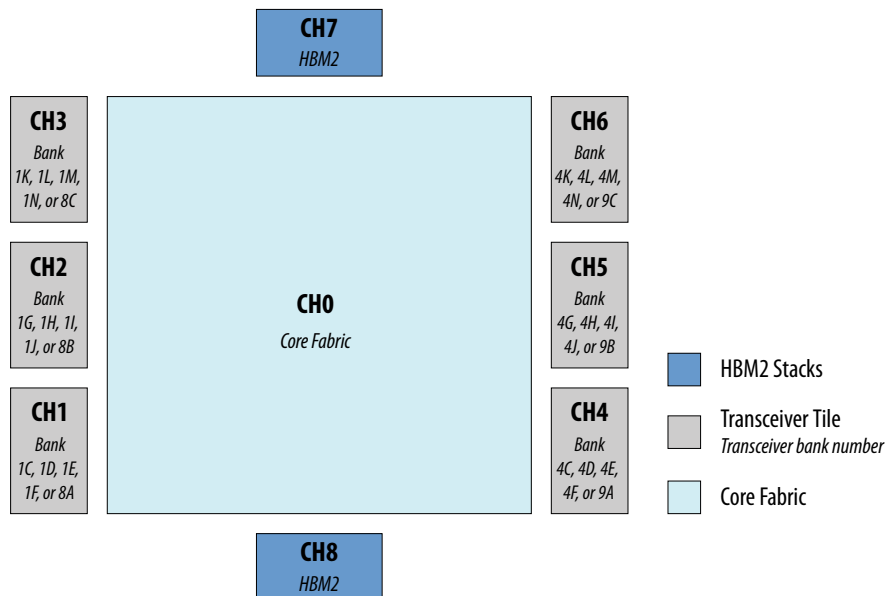 CH7
HBM2
CH3
Bank
1K, 1L, 1M,
1N, or 8C
CH6
Bank
4K, 4L, 4M,
4N, or 9C
CH2
Bank
1G, 1H, 1I,
1J, or 8B
CH0
Core Fabric
CH5
Bank
4G, 4H, 4I,
4J, or 9B
CH1
Bank
1C, 1D, 1E,
1F, or 8A
CH4
Bank
4C, 4D, 4E,
4F, or 9A
CH8
HBM2
HBM2 Stacks
Transceiver Tile
Transceiver bank number
Core Fabric